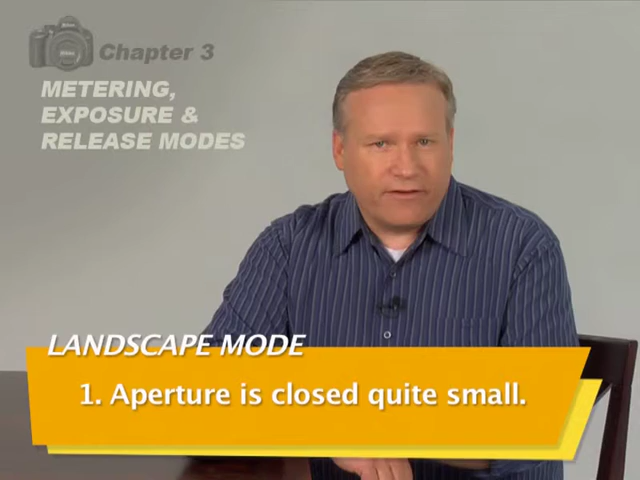 Chapter 3
METERING,
EXPOSURE &
RELEASE MODES
LANDSCAPE MODE
1. Aperture is closed quite small.